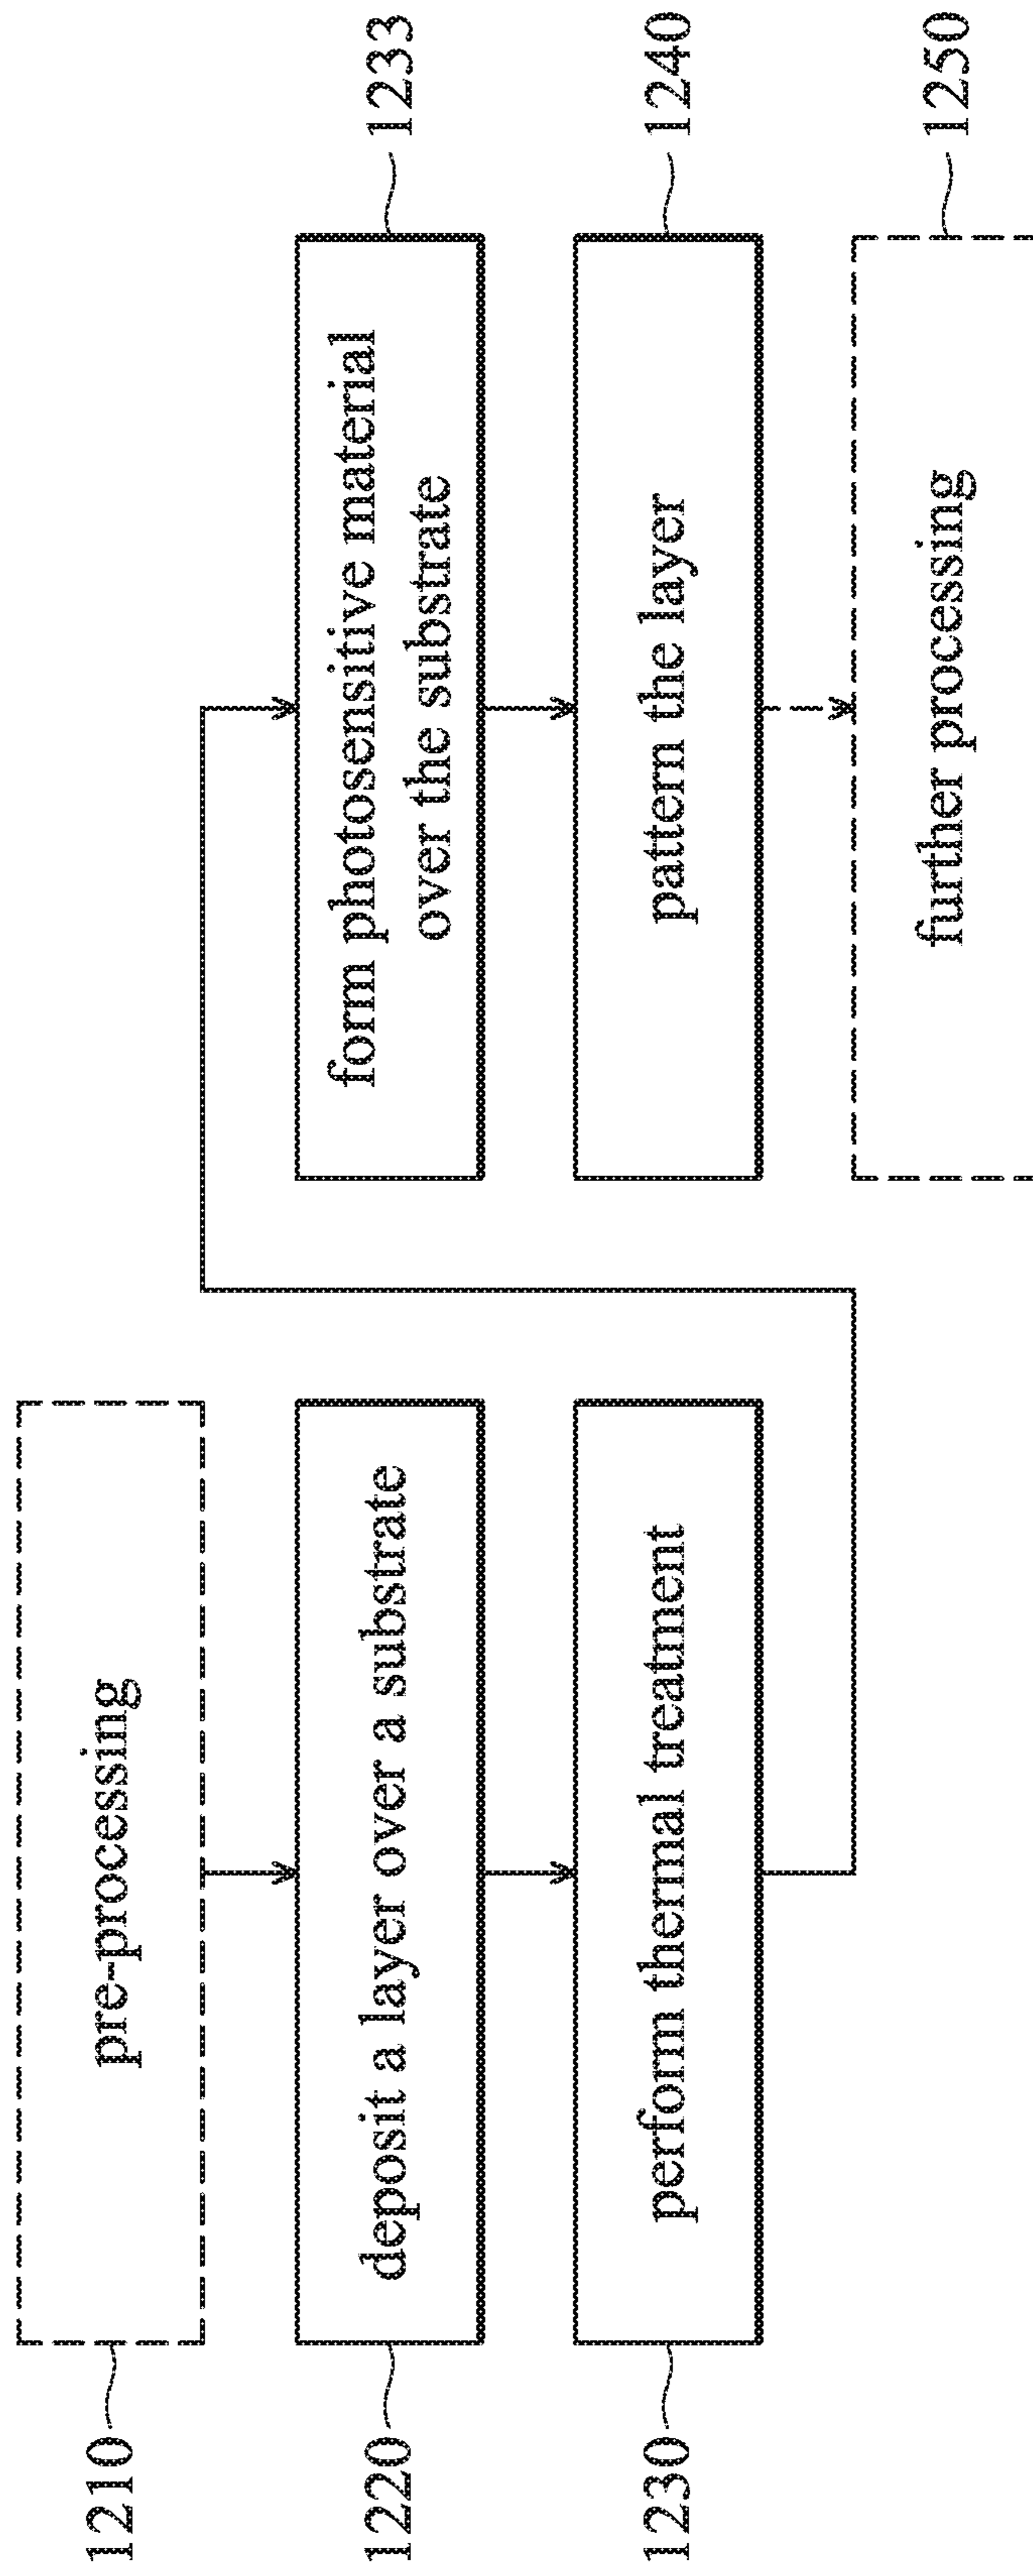 pre-processing
1210
deposit a layer over a substrate
1220
perform thermal treatment
1230
form photosensitive material
over the substrate
1233
pattern the layer
1240
further processing
1250